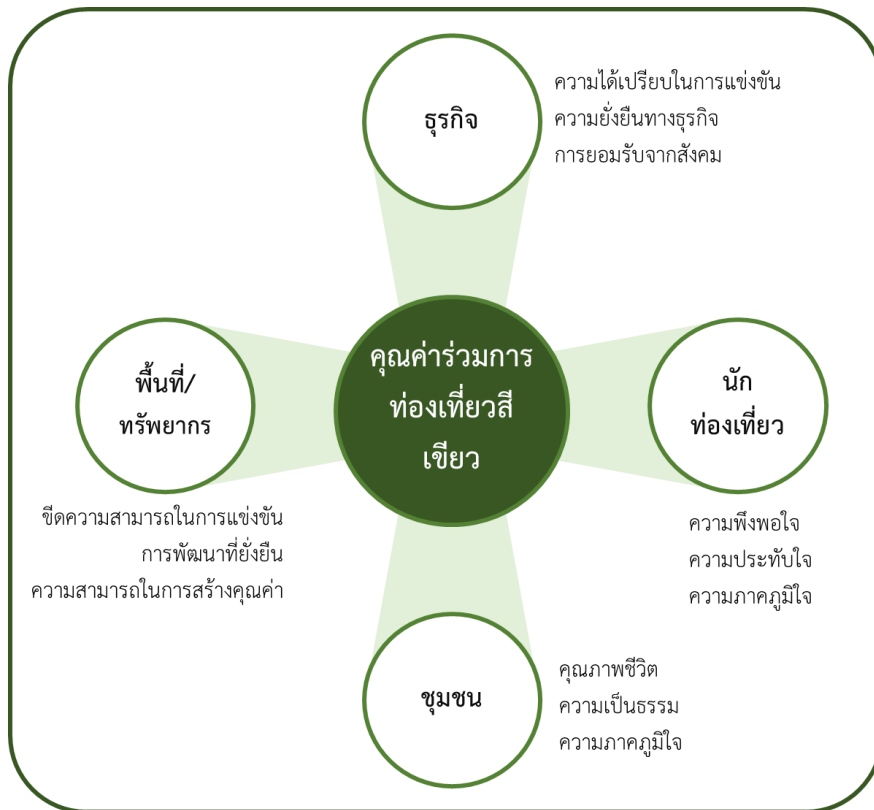 ธุรกิจ
ความได้เปรียบในการแข่งขัน
ความยั่งยืนทางธุรกิจ
การยอมรับจากสังคม
คุณค่าร่วมการ
ท่องเที่ยวสี
เขียว
พื้นที่/
ทรัพยากร
ขีดความสามารถในการแข่งขัน
การพัฒนาที่ยั่งยืน
ความสามารถในการสร้างคุณค่า
นัก
ท่องเที่ยว
ความพึงพอใจ
ความประทับใจ
ความภาคภูมิใจ
ชุมชน
คุณภาพชีวิต
ความเป็นธรรม
ความภาคภูมิใจ